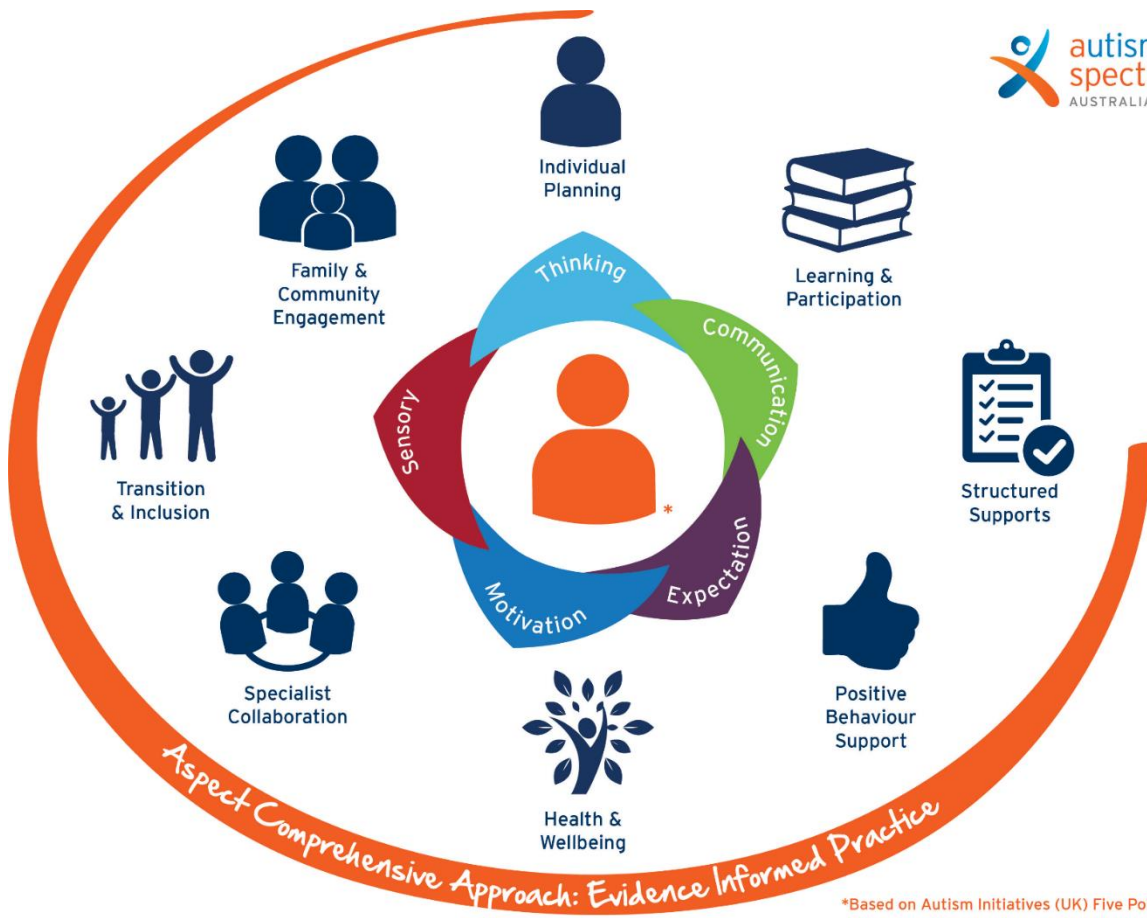 autism
spect
AUSTRALIA
Individual
Planning
Learning &
Participation
Structured
Supports
Positive
Behaviour
Support
Health &
Wellbeing
Specialist
Collaboration
Transition
& Inclusion
Family &
Community
Engagement
Thinking
Communication
Expectation
Motivation
Sensory
*
Aspect Comprehensive Approach: Evidence Informed Practice
*Based on Autism Initiatives (UK) Five Po